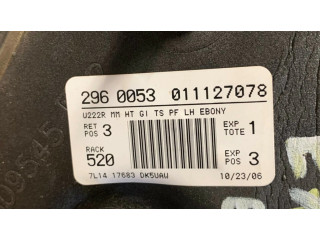 296 0053 011127078
U222R MM HT GI TS PF LH EBONY
RET POS 3
EXP TOTE 1
RACK 520
EXP POS 3
7L14 17683 DK5UAW
10/23/06